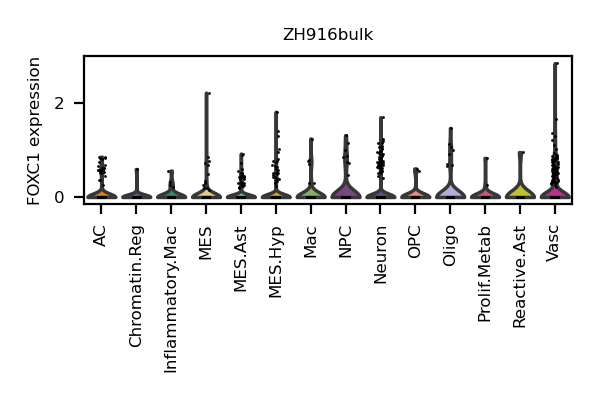 ZH916bulk
FOXC1 expression
2
0
AC
Chromatin.Reg
Inflammatory.Mac
MES
MES.Ast
MES.Hyp
Mac
NPC
Neuron
OPC
Oligo
Prolif.Metab
Reactive.Ast
Vasc